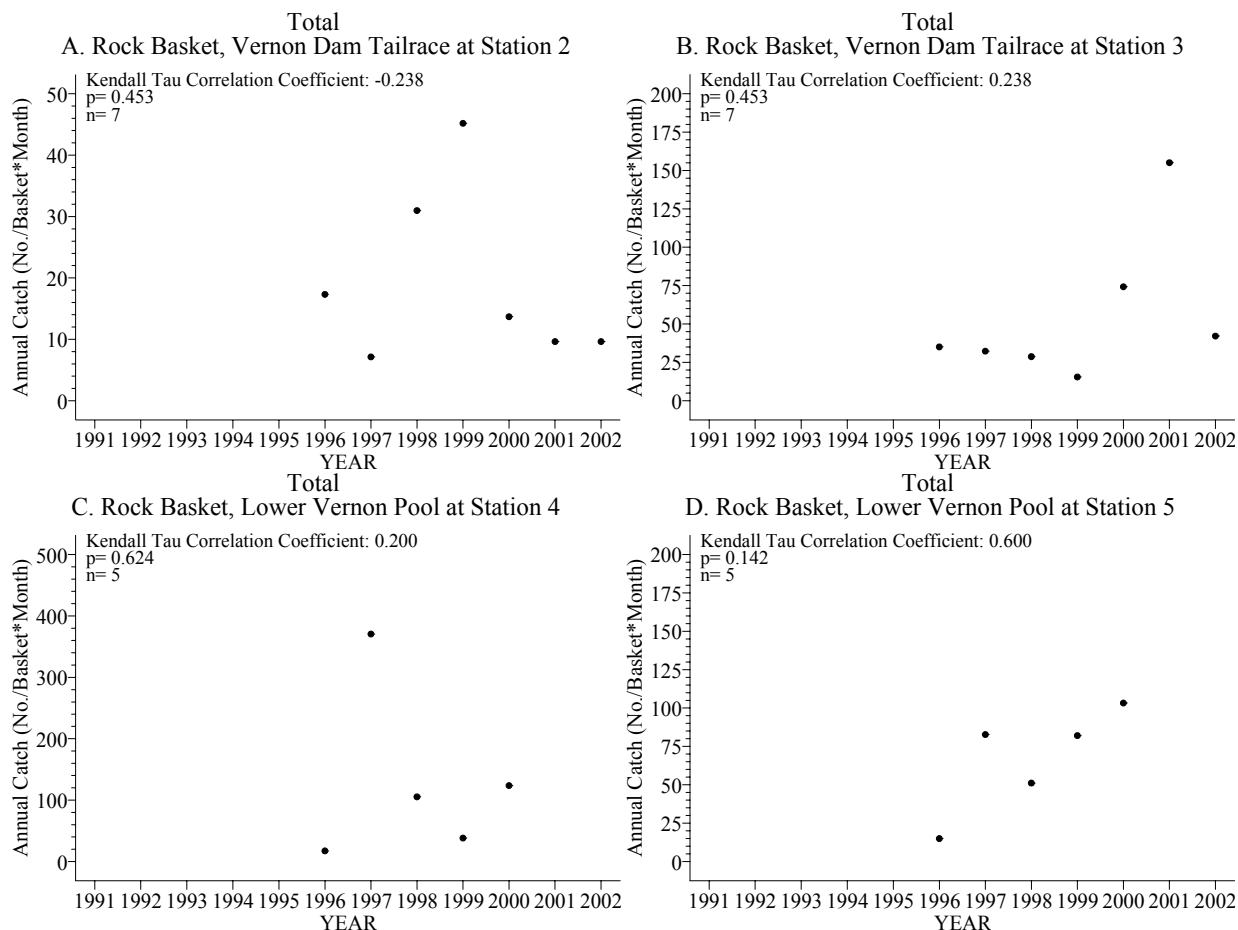 Total
A. Rock Basket, Vernon Dam Tailrace at Station 2
Kendall Tau Correlation Coefficient: -0.238
p= 0.453
n= 7
50
40
30
20
10
0
Annual Catch (No./Basket*Month)
1991 1992 1993 1994 1995 1996 1997 1998 1999 2000 2001 2002
YEAR
Total
B. Rock Basket, Vernon Dam Tailrace at Station 3
Kendall Tau Correlation Coefficient: 0.238
p= 0.453
n= 7
200
175
150
125
100
75
50
25
0
Annual Catch (No./Basket*Month)
1991 1992 1993 1994 1995 1996 1997 1998 1999 2000 2001 2002
YEAR
Total
C. Rock Basket, Lower Vernon Pool at Station 4
Kendall Tau Correlation Coefficient: 0.200
p= 0.624
n= 5
500
400
300
200
100
0
Annual Catch (No./Basket*Month)
1991 1992 1993 1994 1995 1996 1997 1998 1999 2000 2001 2002
YEAR
Total
D. Rock Basket, Lower Vernon Pool at Station 5
Kendall Tau Correlation Coefficient: 0.600
p= 0.142
n= 5
200
175
150
125
100
75
50
25
0
Annual Catch (No./Basket*Month)
1991 1992 1993 1994 1995 1996 1997 1998 1999 2000 2001 2002
YEAR